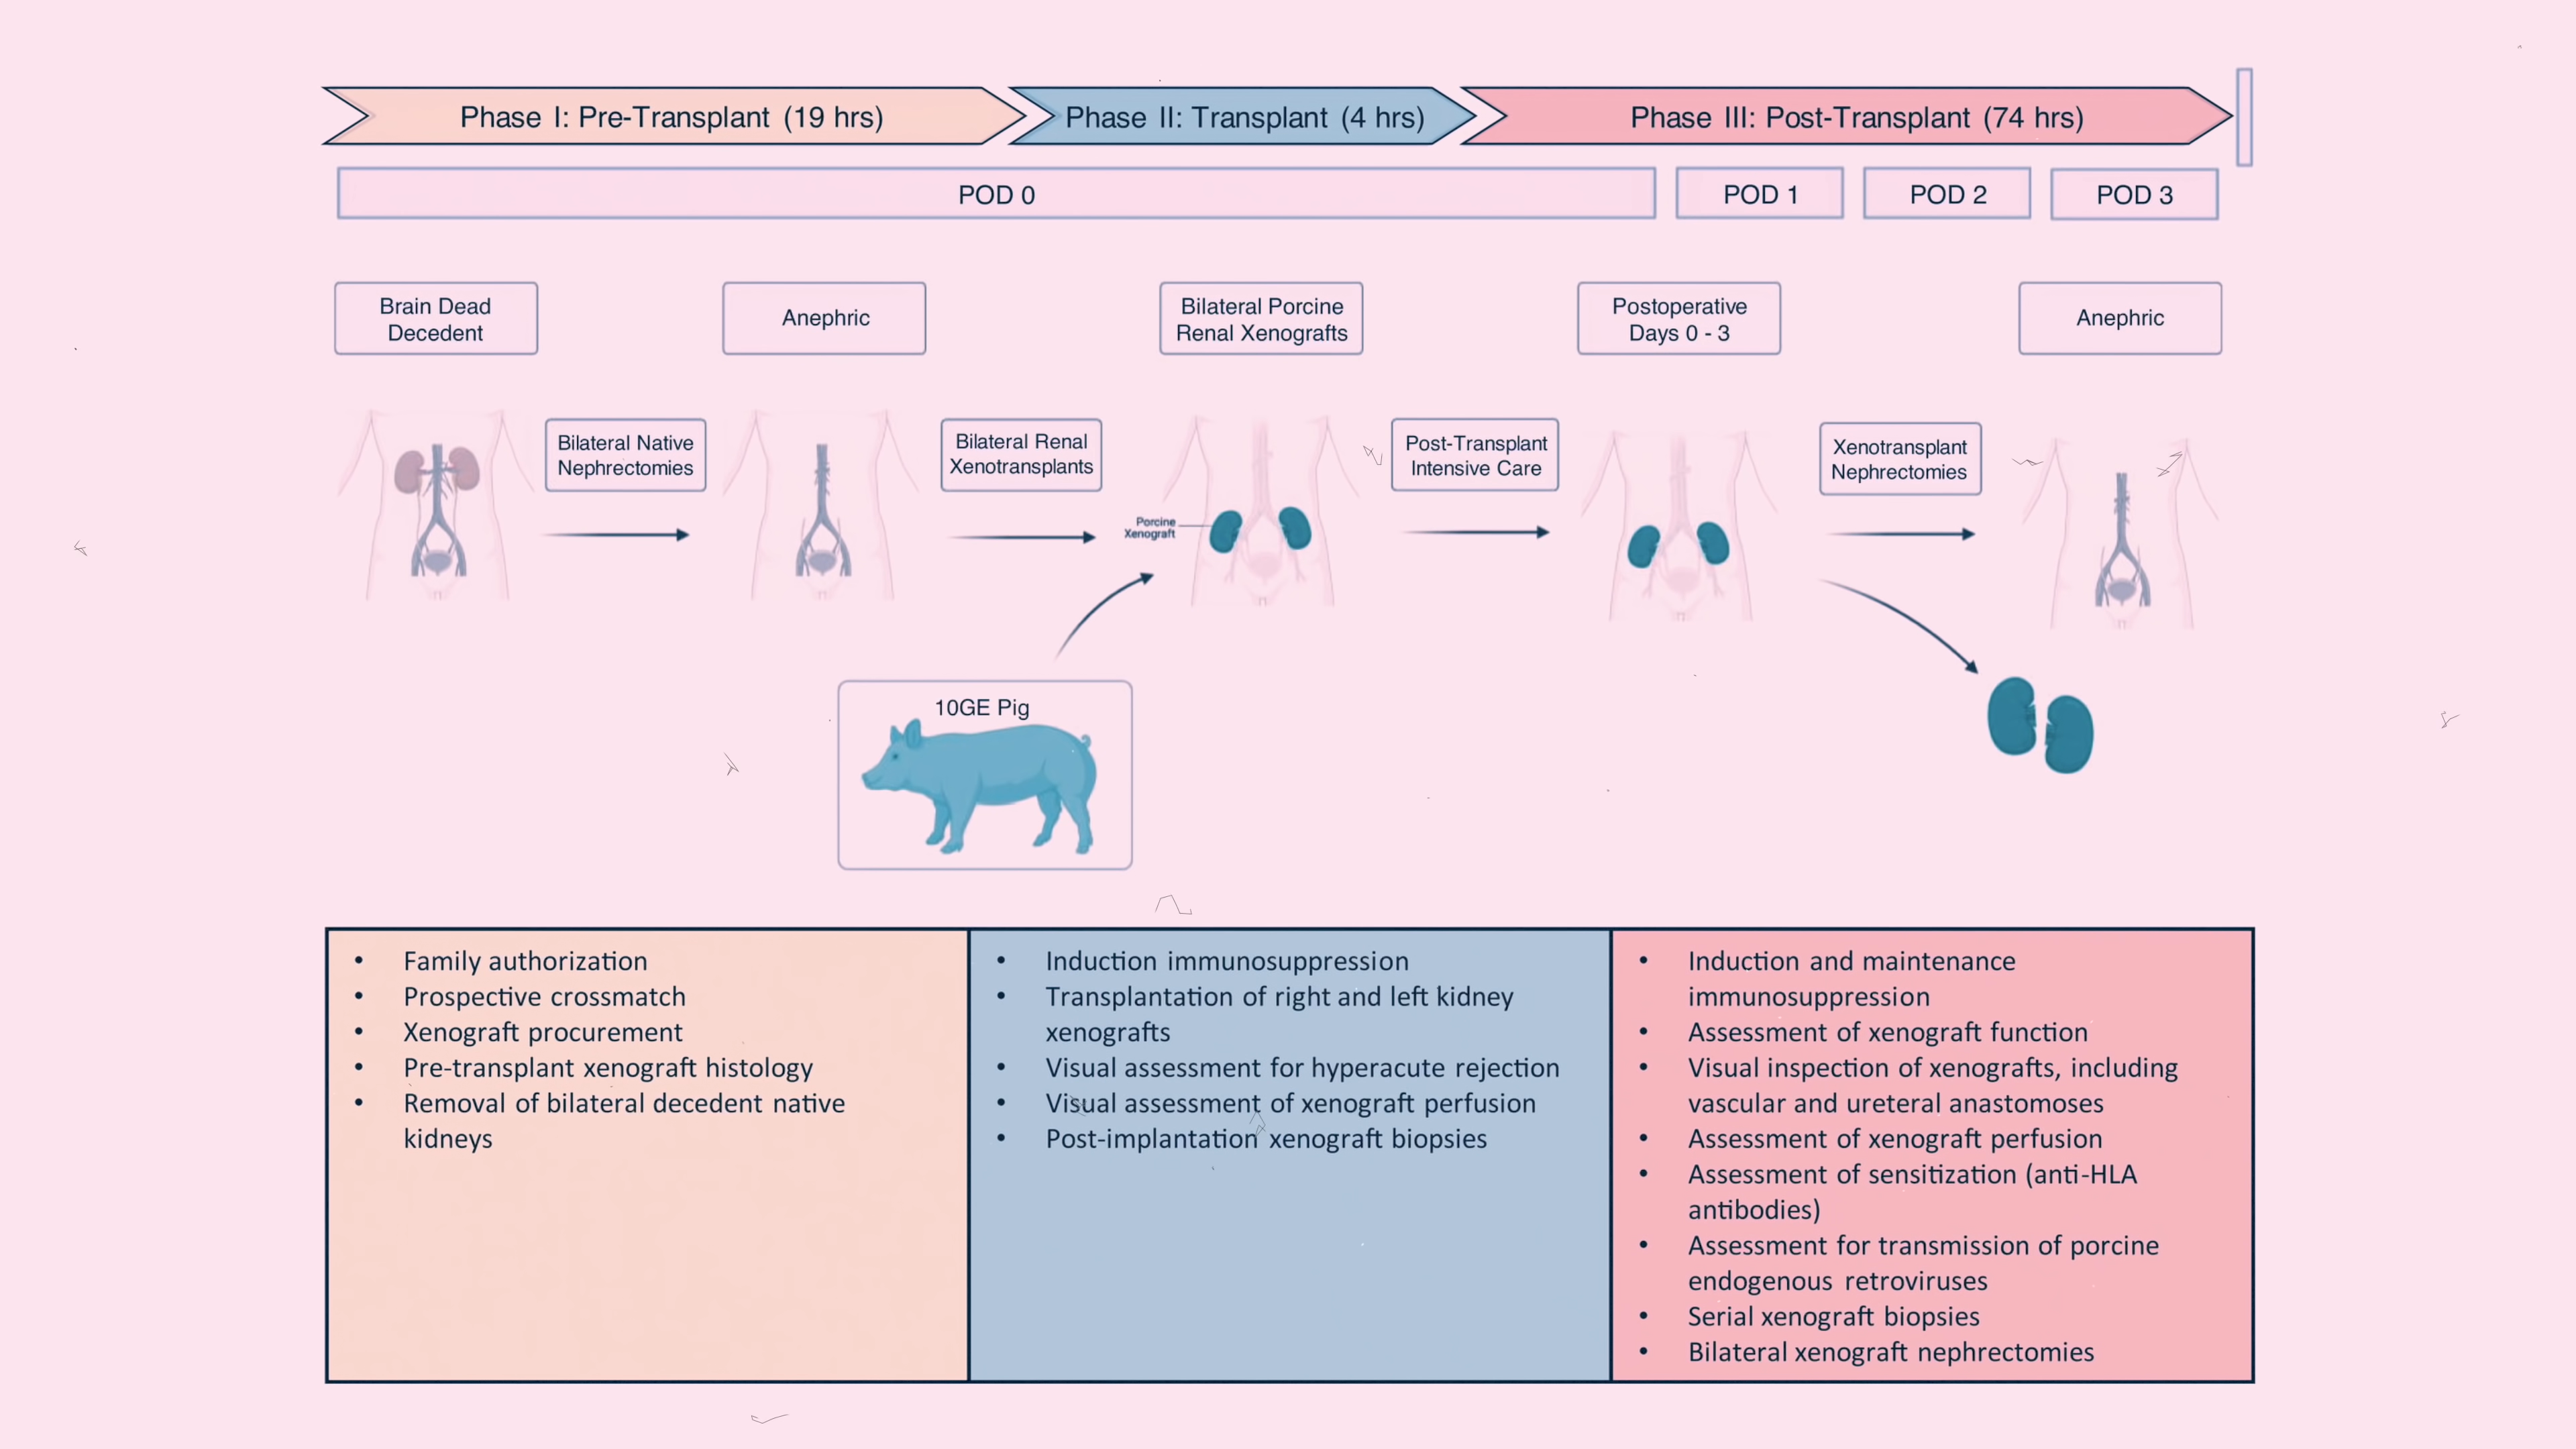 Phase I: Pre-Transplant (19 hrs)
Phase II: Transplant (4 hrs)
Phase III: Post-Transplant (74 hrs)
POD 0
POD 1
POD 2
POD 3
Brain Dead
Decedent
Anephric
Bilateral Porcine
Renal Xenografts
Postoperative
Days 0 - 3
Anephric
Bilateral Native
Nephrectomies
Bilateral Renal
Xenotransplants
Post-Transplant
Intensive Care
Xenotransplant
Nephrectomies
Porcine
Xenograft
10GE Pig
• Family authorization
• Prospective crossmatch
• Xenograft procurement
• Pre-transplant xenograft histology
• Removal of bilateral decedent native
kidneys
• Induction immunosuppression
• Transplantation of right and left kidney
xenografts
• Visual assessment for hyperacute rejection
• Visual assessment of xenograft perfusion
• Post-implantation xenograft biopsies
• Induction and maintenance
immunosuppression
• Assessment of xenograft function
• Visual inspection of xenografts, including
vascular and ureteral anastomoses
• Assessment of xenograft perfusion
• Assessment of sensitization (anti-HLA
antibodies)
• Assessment for transmission of porcine
endogenous retroviruses
• Serial xenograft biopsies
• Bilateral xenograft nephrectomies